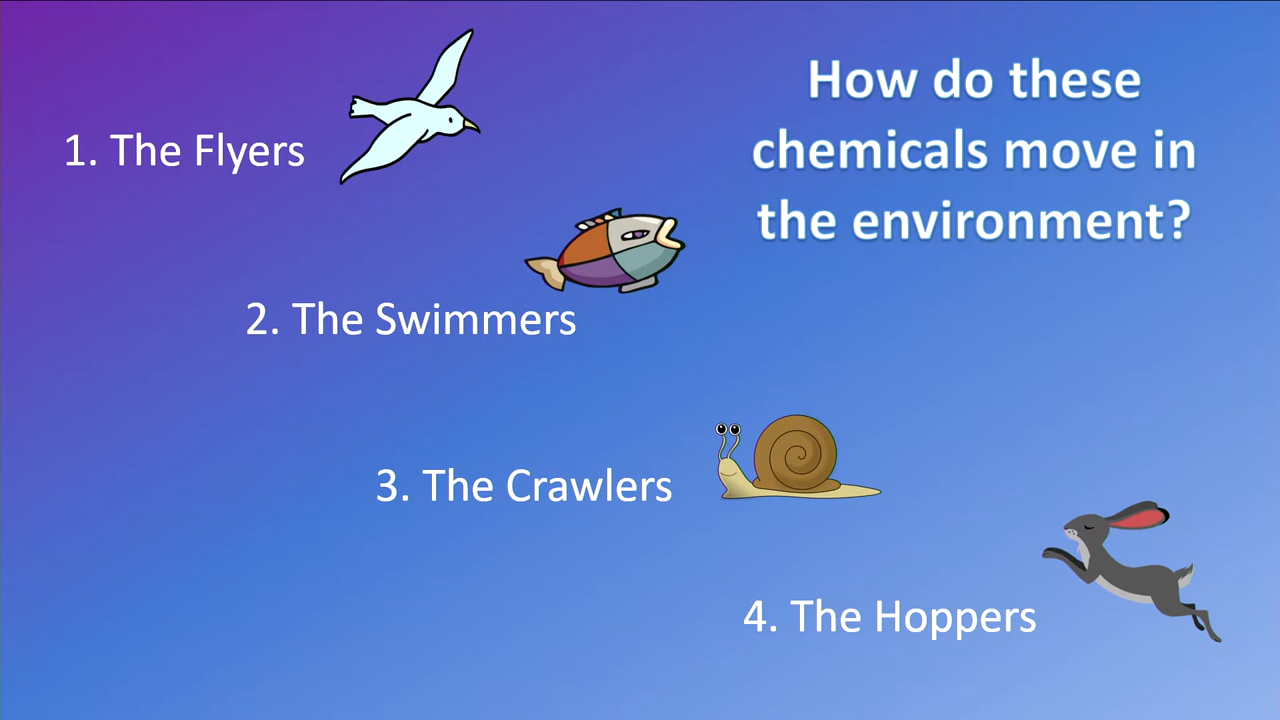 How do these
chemicals move in
the environment?
1. The Flyers
2. The Swimmers
3. The Crawlers
4. The Hoppers